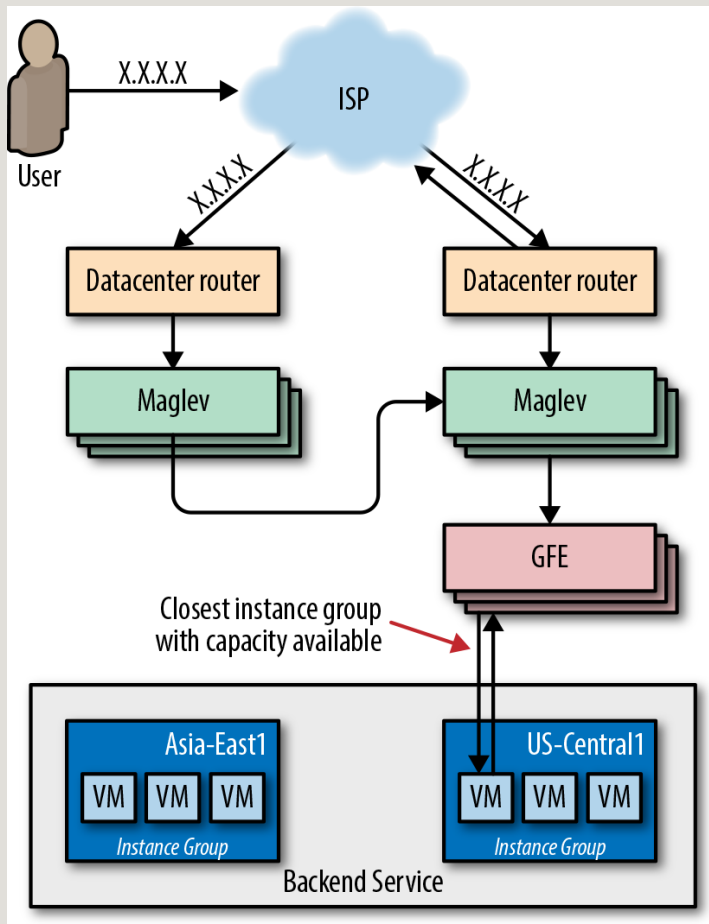 X.X.X.X
ISP
User
X.X.X.X
X.X.X.X
Datacenter router
Datacenter router
Maglev
Maglev
GFE
Closest instance group
with capacity available
Asia-East1
US-Central1
VM VM VM
VM VM VM
Instance Group
Instance Group
Backend Service